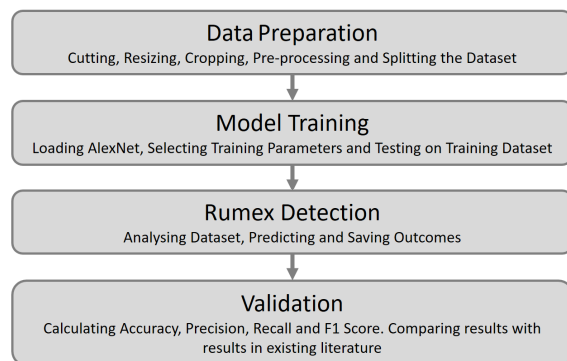 Data Preparation
Cutting, Resizing, Cropping, Pre-processing and Splitting the Dataset
Model Training
Loading AlexNet, Selecting Training Parameters and Testing on Training Dataset
Rumex Detection
Analysing Dataset, Predicting and Saving Outcomes
Validation
Calculating Accuracy, Precision, Recall and F1 Score. Comparing results with
results in existing literature